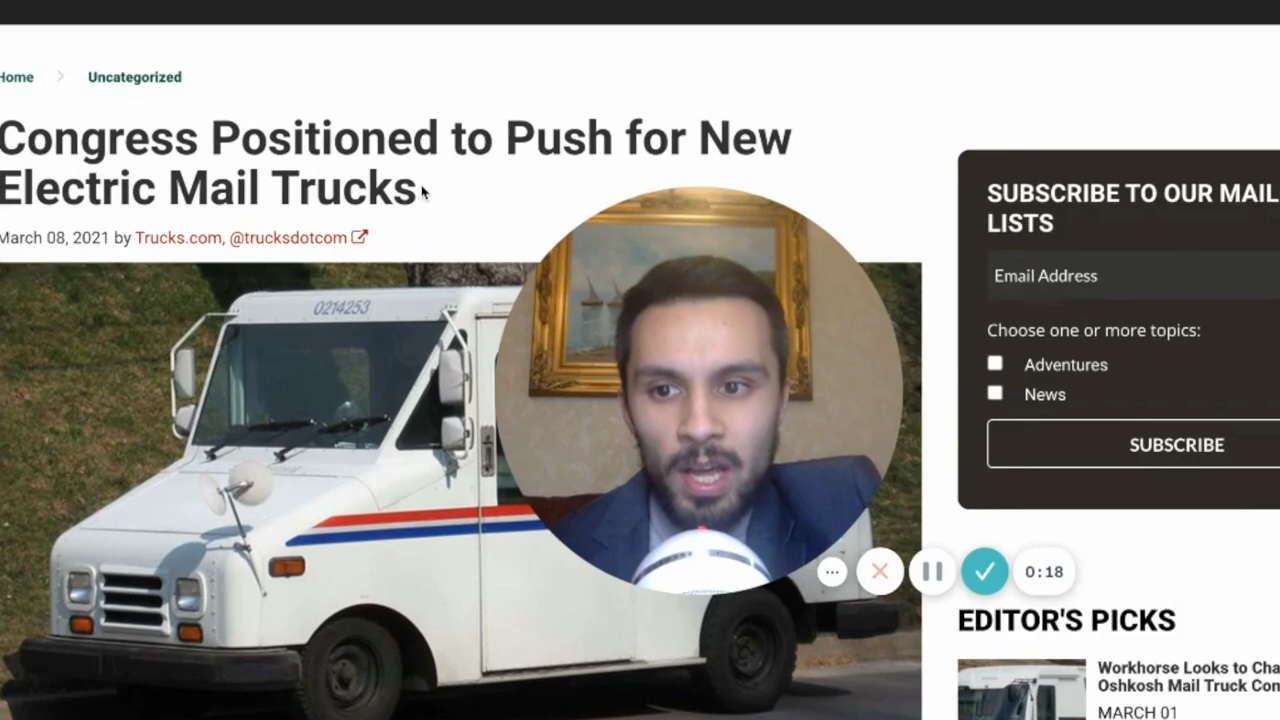 Home > Uncategorized
Congress Positioned to Push for New
Electric Mail Trucks
March 08, 2021 by Trucks.com, @trucksdotcom
0214253
SUBSCRIBE TO OUR MAIL
LISTS
Email Address
Choose one or more topics:
Adventures
News
SUBSCRIBE
0:18
EDITOR'S PICKS
Workhorse Looks to Cha
Oshkosh Mail Truck Con
MARCH 01